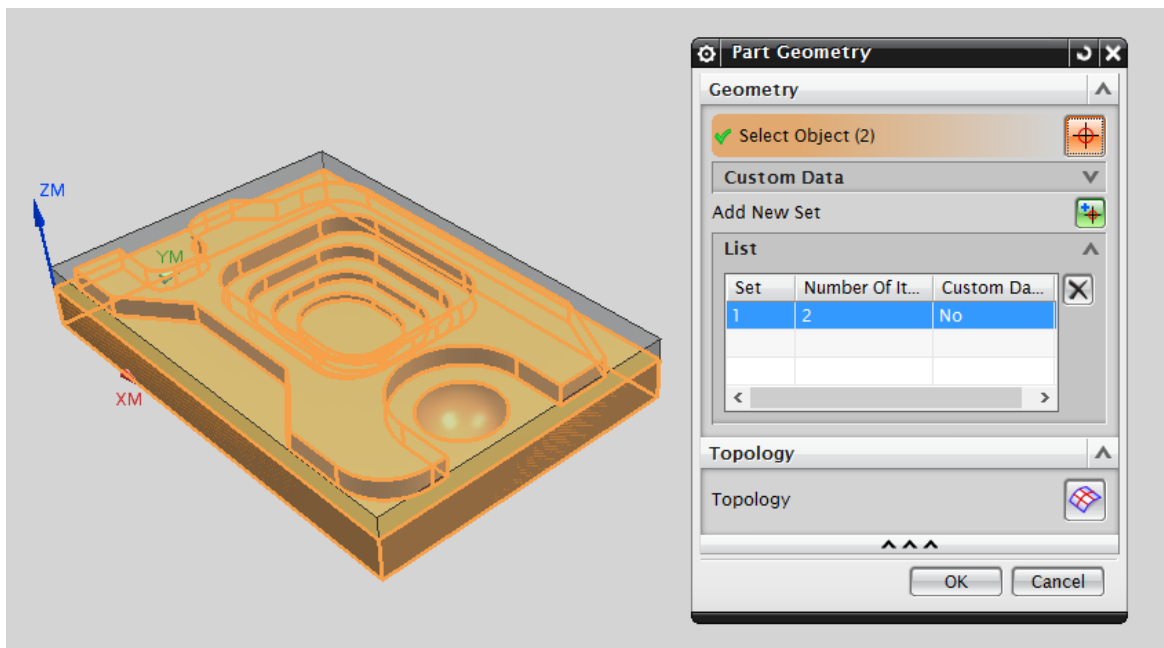 Part Geometry
Geometry
Select Object (2)
Custom Data
Add New Set
List
Set Number Of It... Custom Da...
1 2 No
Topology
Topology
OK Cancel
ZM
YM
XM